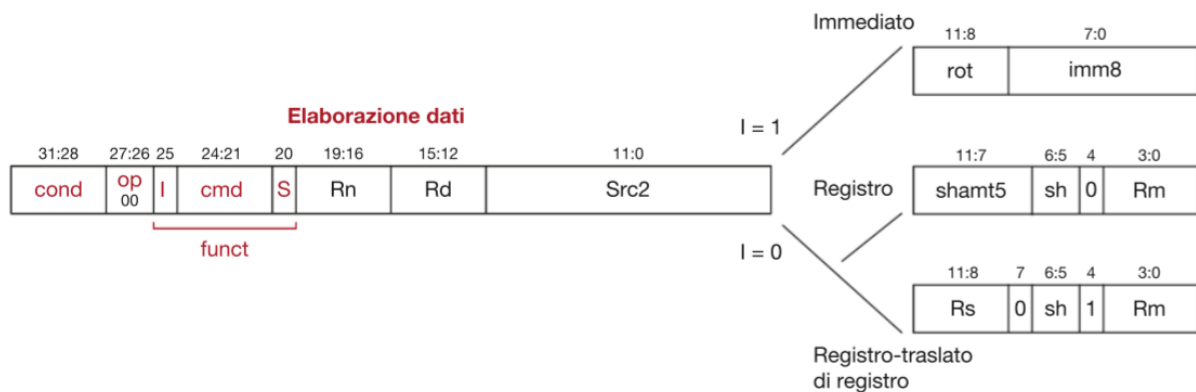 Immediato
11:8 7:0
rot imm8
Elaborazione dati
I = 1
31:28 27:26 25 24:21 20 19:16 15:12 11:0
cond op 00 I cmd S Rn Rd Src2
funct
Registro
11:7 6:5 4 3:0
shamt5 sh 0 Rm
I = 0
11:8 7 6:5 4 3:0
Rs 0 sh 1 Rm
Registro-traslato
di registro